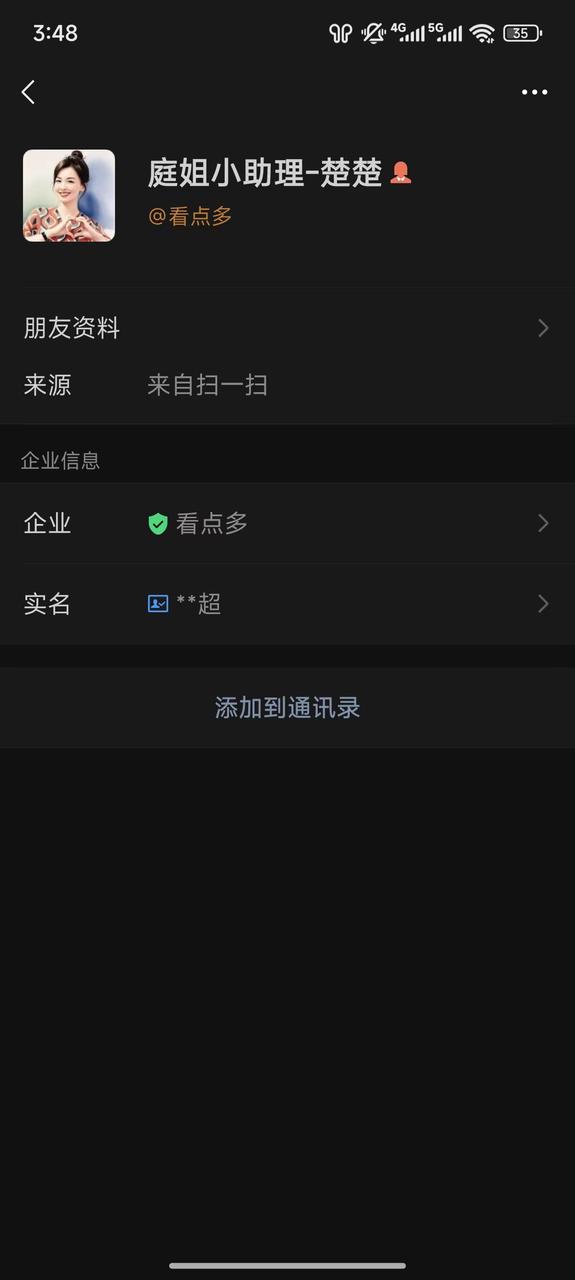 3:48
4G 5G 35
庭姐小助理-楚楚
@看点多
朋友资料
来源 来自扫一扫
企业信息
企业 看点多
实名 **超
添加到通讯录